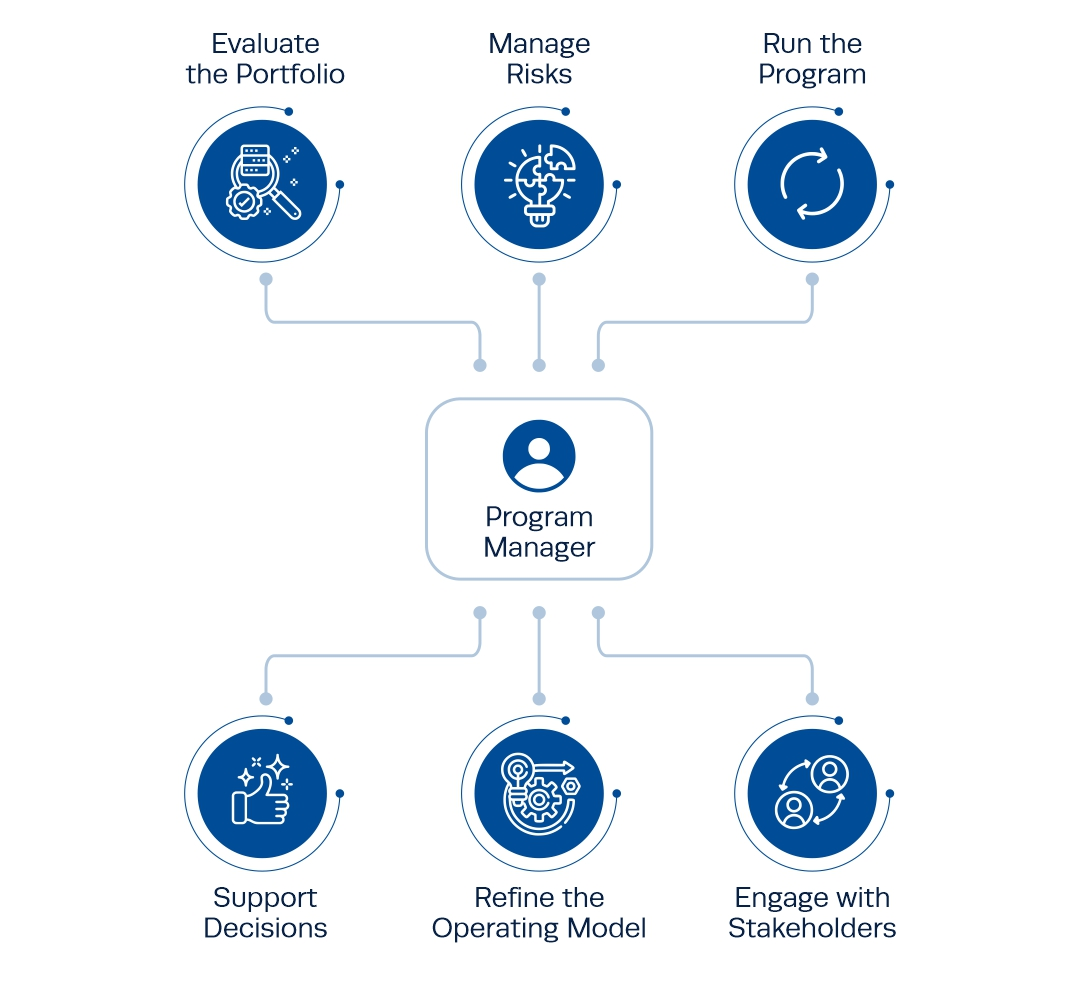 Evaluate
the Portfolio
Manage
Risks
Run the
Program
Program
Manager
Support
Decisions
Refine the
Operating Model
Engage with
Stakeholders